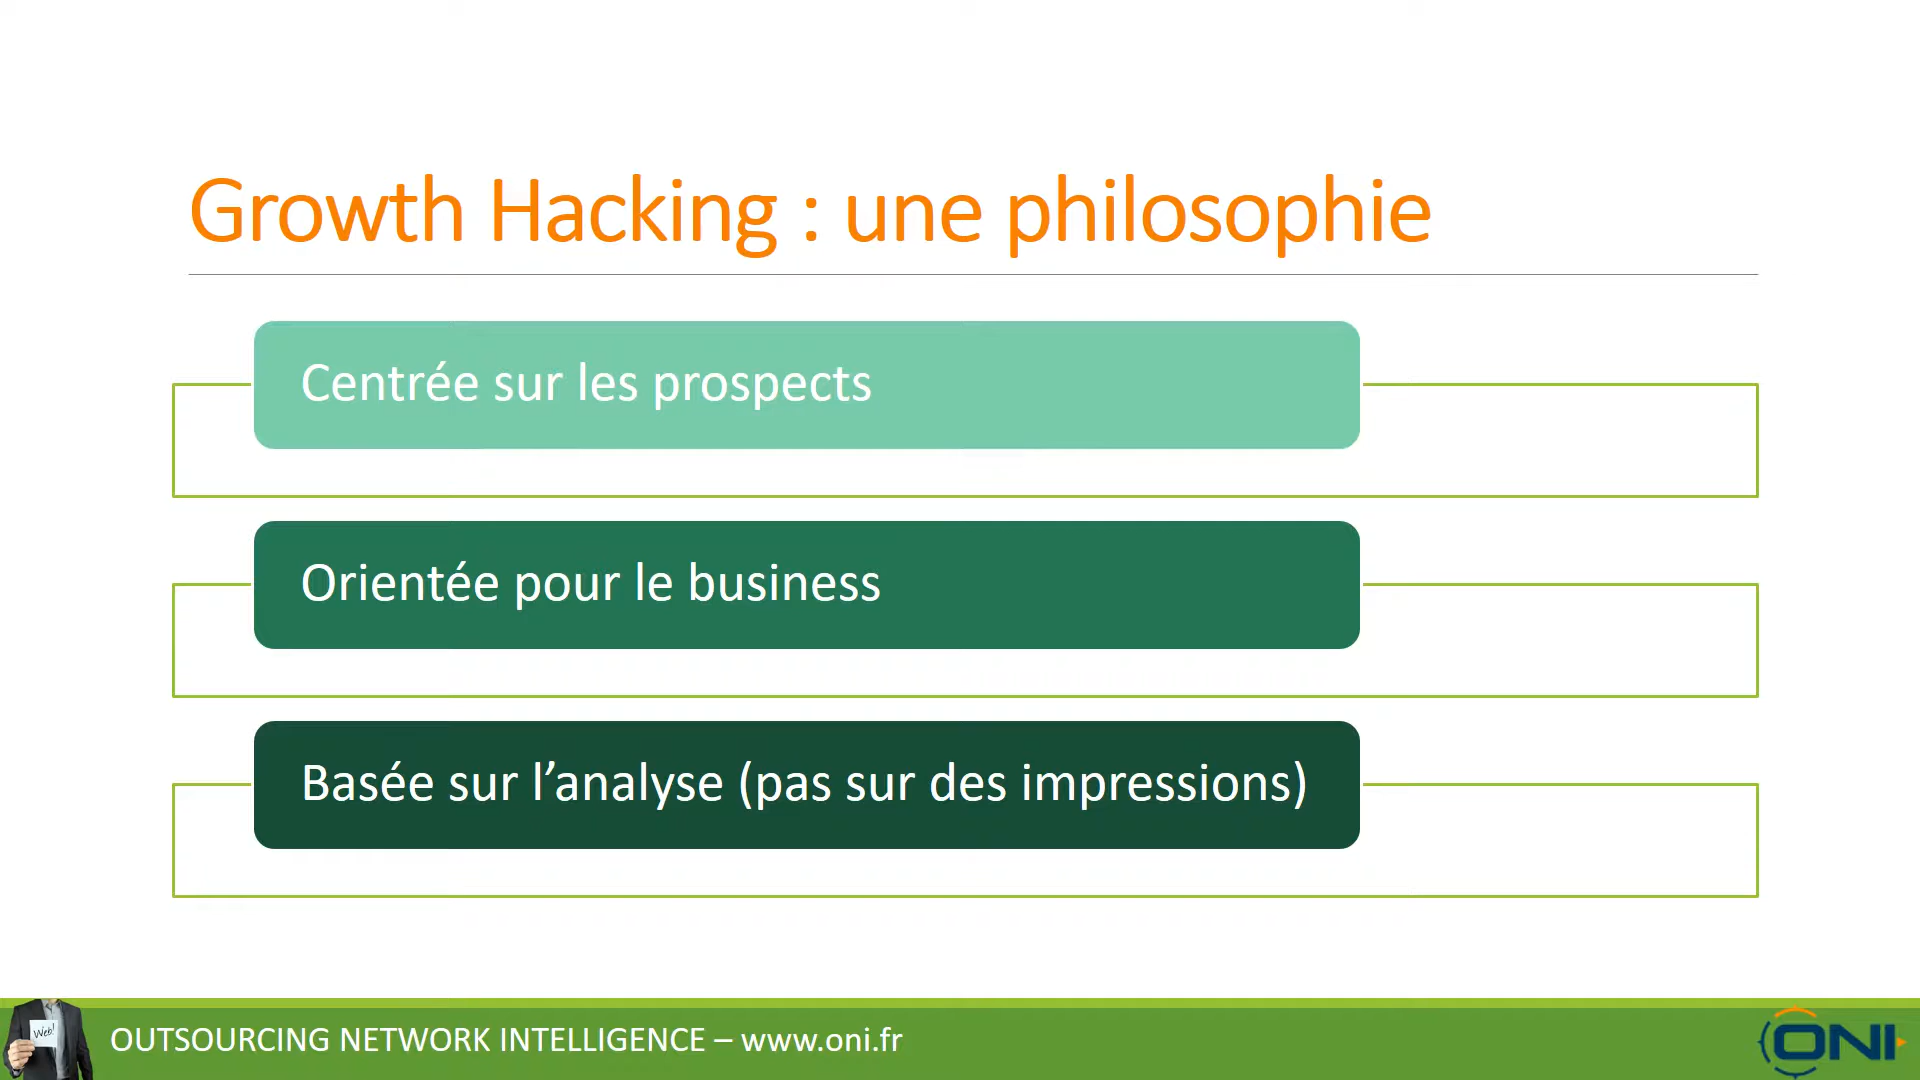 Growth Hacking : une philosophie
Centrée sur les prospects
Orientée pour le business
Basée sur l’analyse (pas sur des impressions)
Web!
OUTSOURCING NETWORK INTELLIGENCE – www.oni.fr
ONI